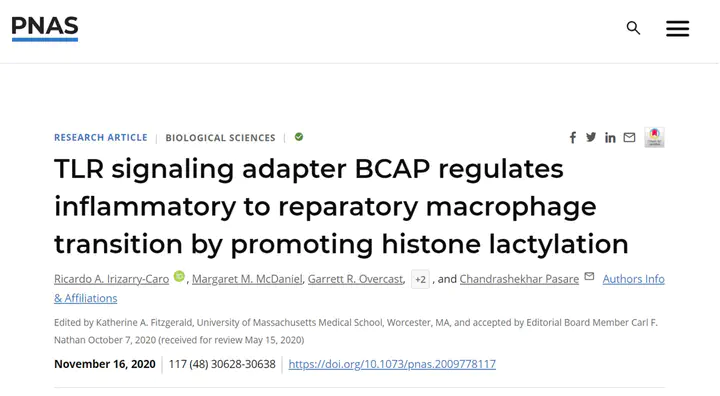 PNAS
RESEARCH ARTICLE | BIOLOGICAL SCIENCES |
TLR signaling adapter BCAP regulates
inflammatory to reparatory macrophage
transition by promoting histone lactylation
Ricardo A. Irizarry-Caro, Margaret M. McDaniel, Garrett R. Overcast, +2, and Chandrashekhar Pasare Authors Info
& Affiliations
Edited by Katherine A. Fitzgerald, University of Massachusetts Medical School, Worcester, MA, and accepted by Editorial Board Member Carl F.
Nathan October 7, 2020 (received for review May 15, 2020)
November 16, 2020 | 117 (48) 30628-30638 | https://doi.org/10.1073/pnas.2009778117